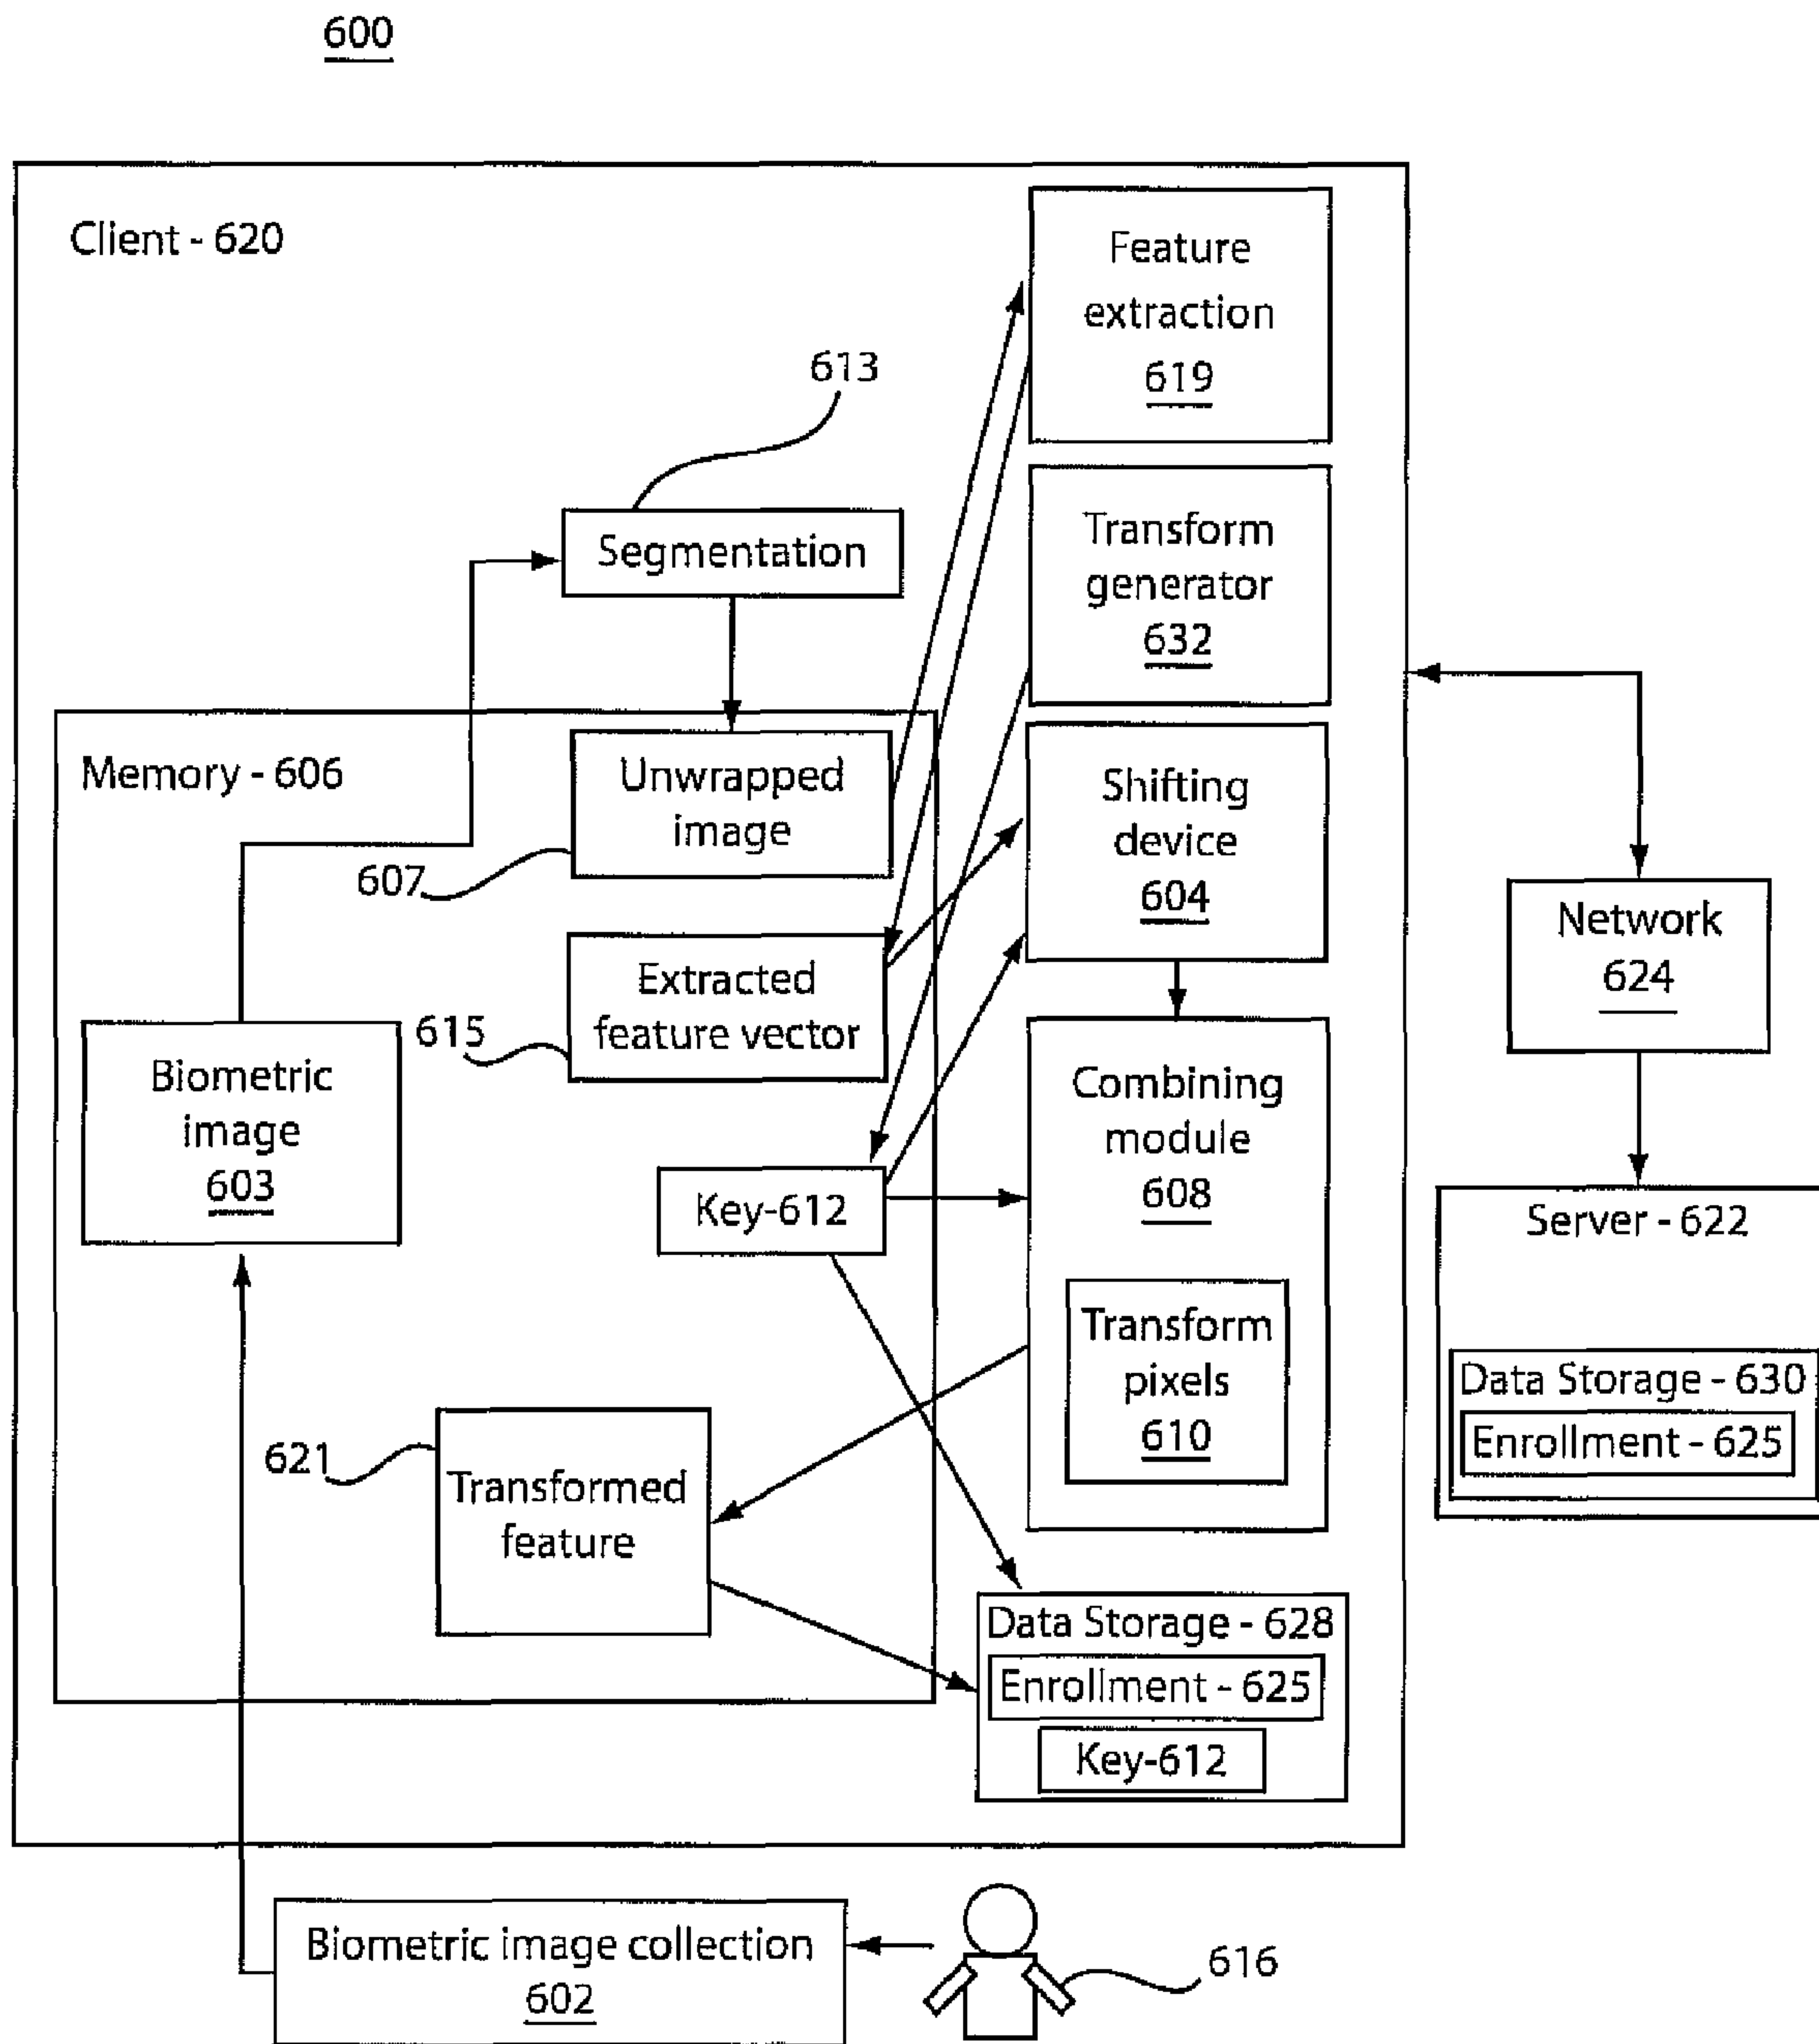 600
Client - 620
Feature
extraction
619
613
Segmentation
Transform
generator
632
Memory - 606
Unwrapped
image
607
Shifting
device
604
Network
624
Extracted
feature vector
615
Biometric
image
603
Combining
module
608
Key-612
Server - 622
Transform
pixels
610
Data Storage - 630
Enrollment - 625
621
Transformed
feature
Data Storage - 628
Enrollment - 625
Key-612
Biometric image collection
602
616